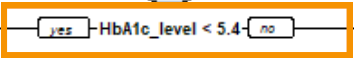 yes HbA1c_level < 5.4 no